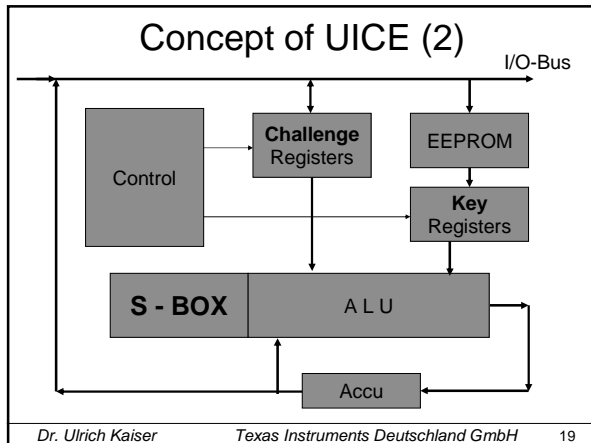 Concept of UICE (2)
I/O-Bus
Challenge
Registers
EEPROM
Control
Key
Registers
S - BOX
A L U
Accu
Dr. Ulrich Kaiser Texas Instruments Deutschland GmbH 19